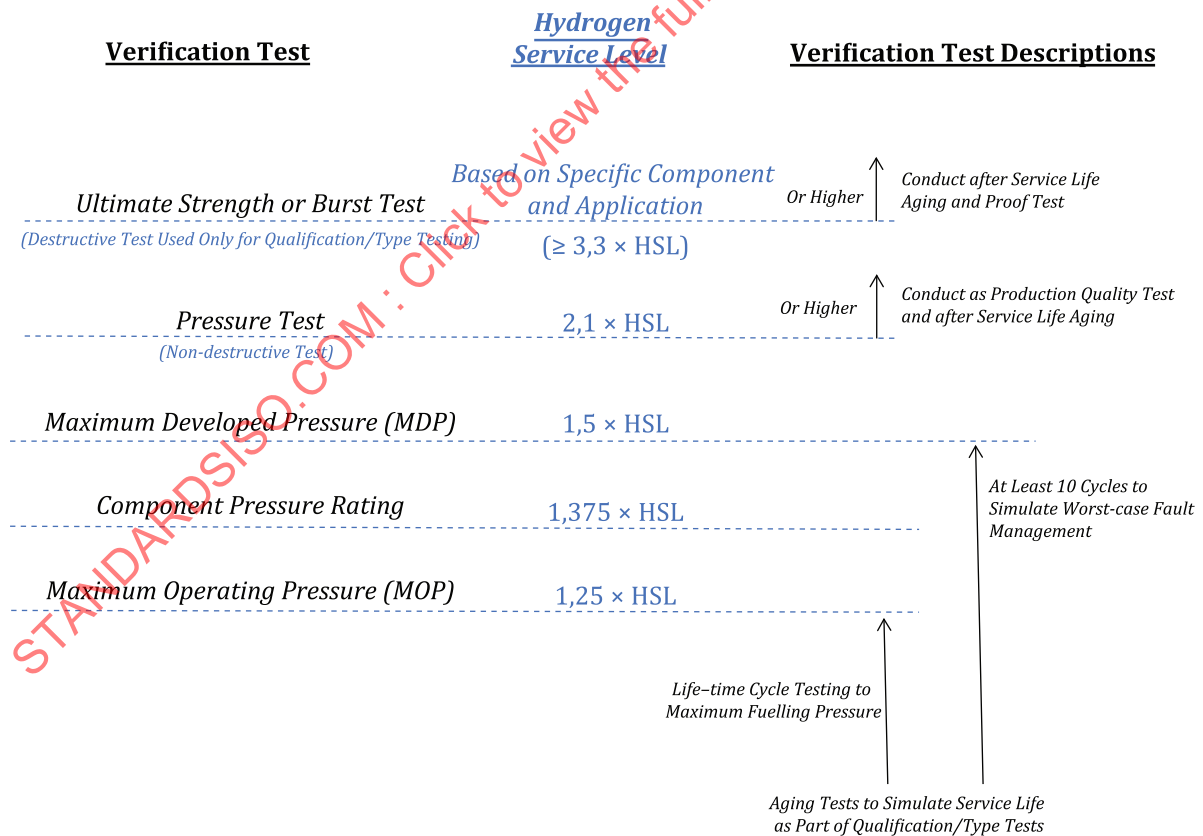 Verification Test
Hydrogen
Service Level
Verification Test Descriptions
Ultimate Strength or Burst Test
(Destructive Test Used Only for Qualification/Type Testing)
Based on Specific Component
and Application
(≥ 3,3 × HSL)
Or Higher
Conduct after Service Life
Aging and Proof Test
Pressure Test
(Non-destructive Test)
2,1 × HSL
Or Higher
Conduct as Production Quality Test
and after Service Life Aging
Maximum Developed Pressure (MDP)
1,5 × HSL
Component Pressure Rating
1,375 × HSL
At Least 10 Cycles to
Simulate Worst-case Fault
Management
Maximum Operating Pressure (MOP)
1,25 × HSL
Life–time Cycle Testing to
Maximum Fuelling Pressure
Aging Tests to Simulate Service Life
as Part of Qualification/Type Tests
STANDARDSISO.COM : Click to view the full